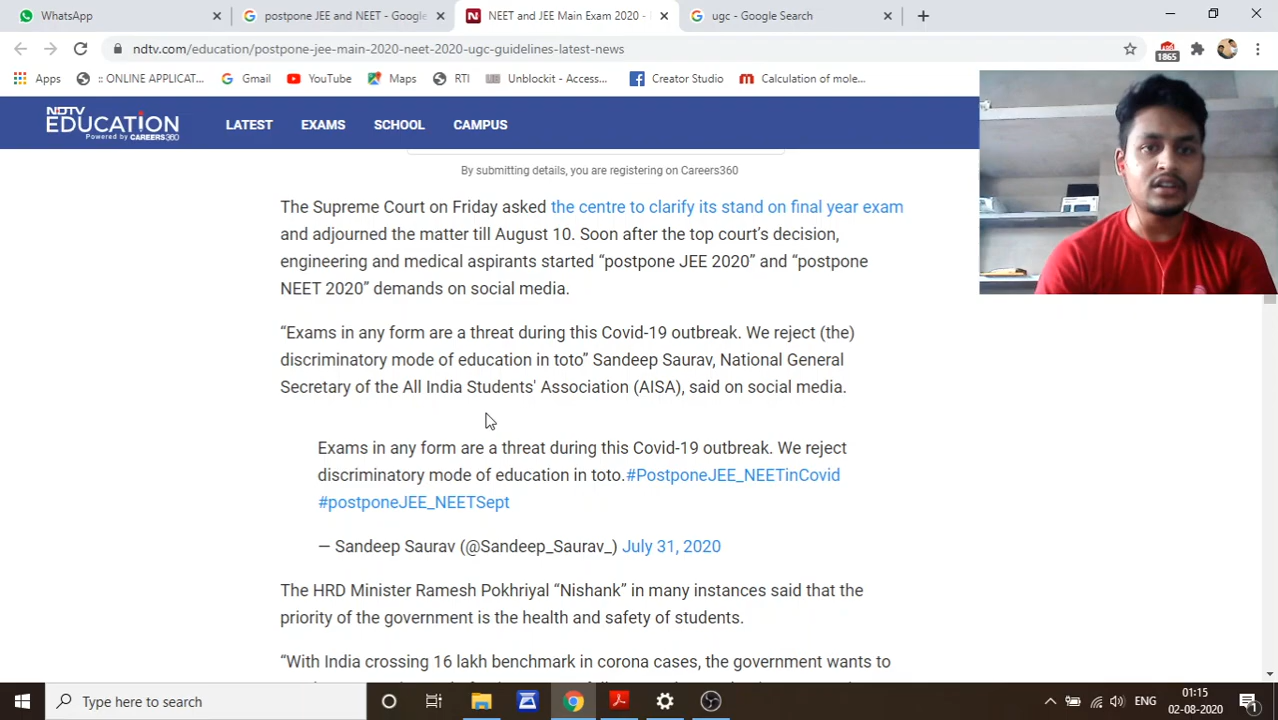 WhatsApp
postpone JEE and NEET - Google
NEET and JEE Main Exam 2020 -
ugc - Google Search
ndtv.com/education/postpone-jee-main-2020-neet-2020-ugc-guidelines-latest-news
1865
Apps
:: ONLINE APPLICAT...
Gmail
YouTube
Maps
RTI
Unblockit - Acces...
Creator Studio
Calculation of mole...
NDTV
EDUCATION
Powered by CAREERS360
LATEST
EXAMS
SCHOOL
CAMPUS
By submitting details, you are registering on Careers360
The Supreme Court on Friday asked the centre to clarify its stand on final year exam
and adjourned the matter till August 10. Soon after the top court’s decision,
engineering and medical aspirants started “postpone JEE 2020” and “postpone
NEET 2020” demands on social media.
“Exams in any form are a threat during this Covid-19 outbreak. We reject (the)
discriminatory mode of education in toto” Sandeep Saurav, National General
Secretary of the All India Students' Association (AISA), said on social media.
Exams in any form are a threat during this Covid-19 outbreak. We reject
discriminatory mode of education in toto.#PostponeJEE_NEETinCovid
#postponeJEE_NEETSept
— Sandeep Saurav (@Sandeep_Saurav_) July 31, 2020
The HRD Minister Ramesh Pokhriyal “Nishank” in many instances said that the
priority of the government is the health and safety of students.
“With India crossing 16 lakh benchmark in corona cases, the government wants to
Type here to search
ENG
01:15
02-08-2020